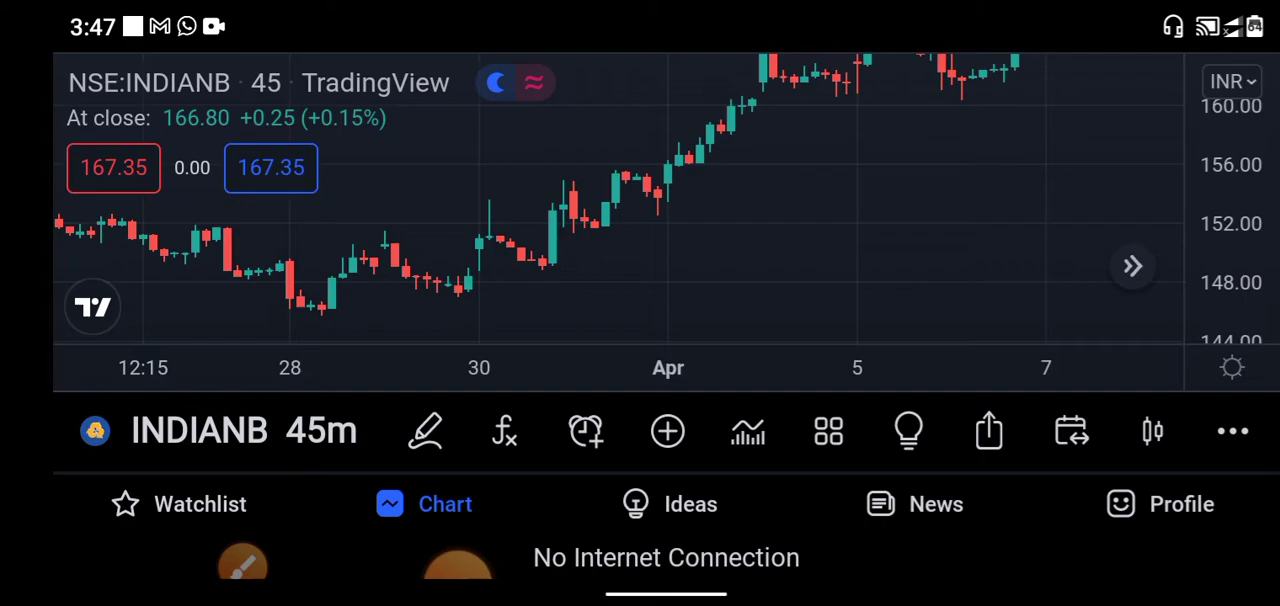 3:47
64
NSE:INDIANB · 45 · TradingView
INR
At close: 166.80 +0.25 (+0.15%)
167.35 0.00 167.35
160.00
156.00
152.00
148.00
144.00
12:15 28 30 Apr 5 7
INDIANB 45m
Watchlist Chart Ideas News Profile
No Internet Connection